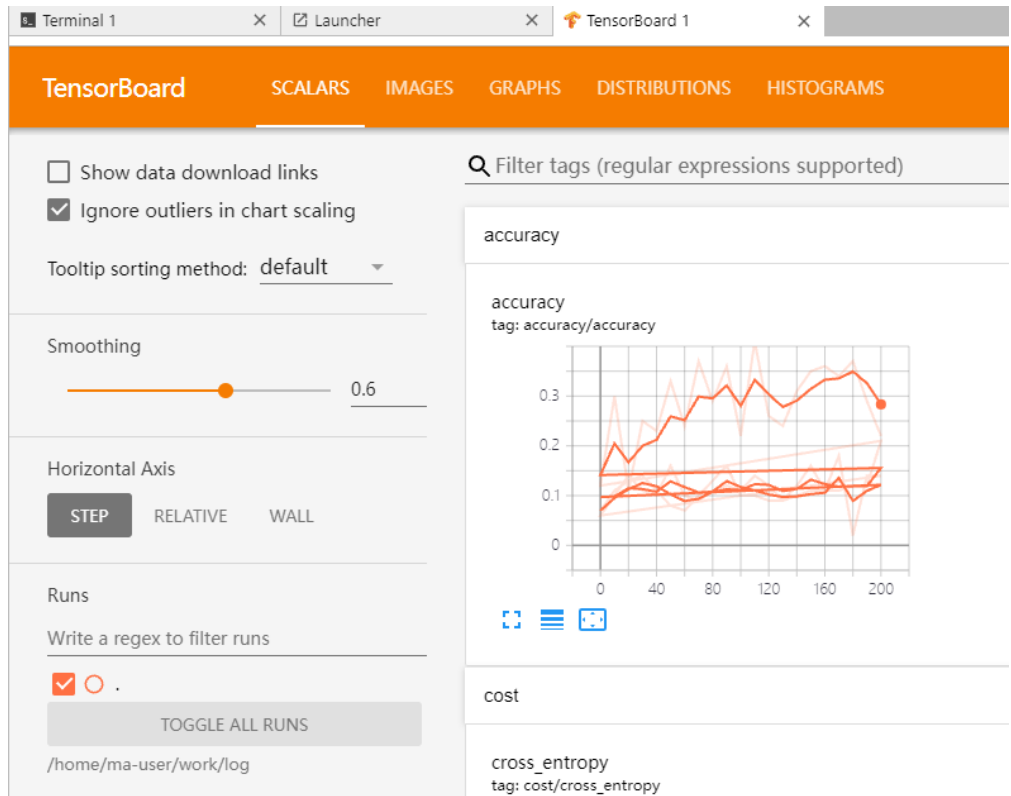 Terminal 1
Launcher
TensorBoard 1
TensorBoard SCALARS IMAGES GRAPHS DISTRIBUTIONS HISTOGRAMS
Show data download links
Ignore outliers in chart scaling
Tooltip sorting method: default
Smoothing
0.6
Horizontal Axis
STEP RELATIVE WALL
Runs
Write a regex to filter runs
.
TOGGLE ALL RUNS
/home/ma-user/work/log
Filter tags (regular expressions supported)
accuracy
accuracy
tag: accuracy/accuracy
0.3
0.2
0.1
0
0 40 80 120 160 200
cost
cross_entropy
tag: cost/cross_entropy